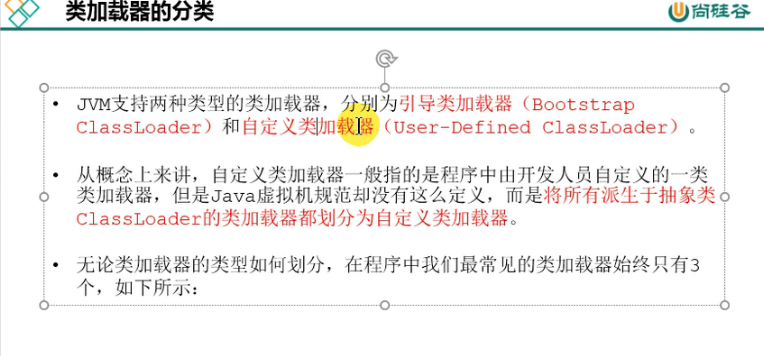 类加载器的分类
尚硅谷
• JVM支持两种类型的类加载器，分别为引导类加载器（Bootstrap
ClassLoader）和自定义类加载器（User-Defined ClassLoader）。
• 从概念上来讲，自定义类加载器一般指的是程序中由开发人员自定义的一类
类加载器，但是Java虚拟机规范却没有这么定义，而是将所有派生于抽象类
ClassLoader的类加载器都划分为自定义类加载器。
• 无论类加载器的类型如何划分，在程序中我们最常见的类加载器始终只有3
个，如下所示：